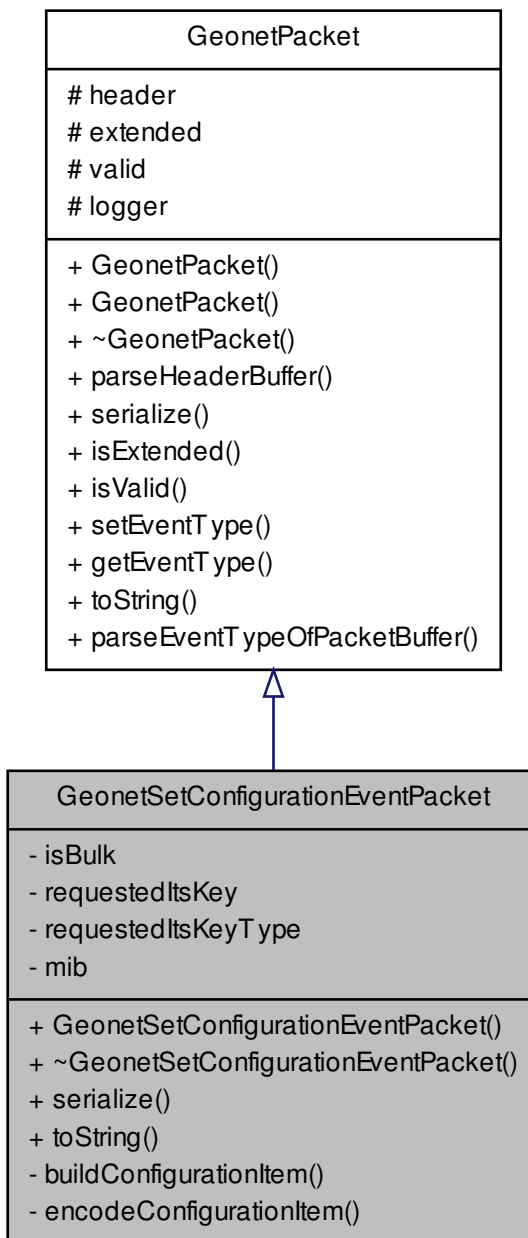 GeonetPacket
# header
# extended
# valid
# logger
+ GeonetPacket()
+ GeonetPacket()
+ ~GeonetPacket()
+ parseHeaderBuffer()
+ serialize()
+ isExtended()
+ isValid()
+ setEventType()
+ getEventType()
+ toString()
+ parseEventTypeOfPacketBuffer()
GeonetSetConfigurationEventPacket
- isBulk
- requestedItsKey
- requestedItsKeyType
- mib
+ GeonetSetConfigurationEventPacket()
+ ~GeonetSetConfigurationEventPacket()
+ serialize()
+ toString()
- buildConfigurationItem()
- encodeConfigurationItem()